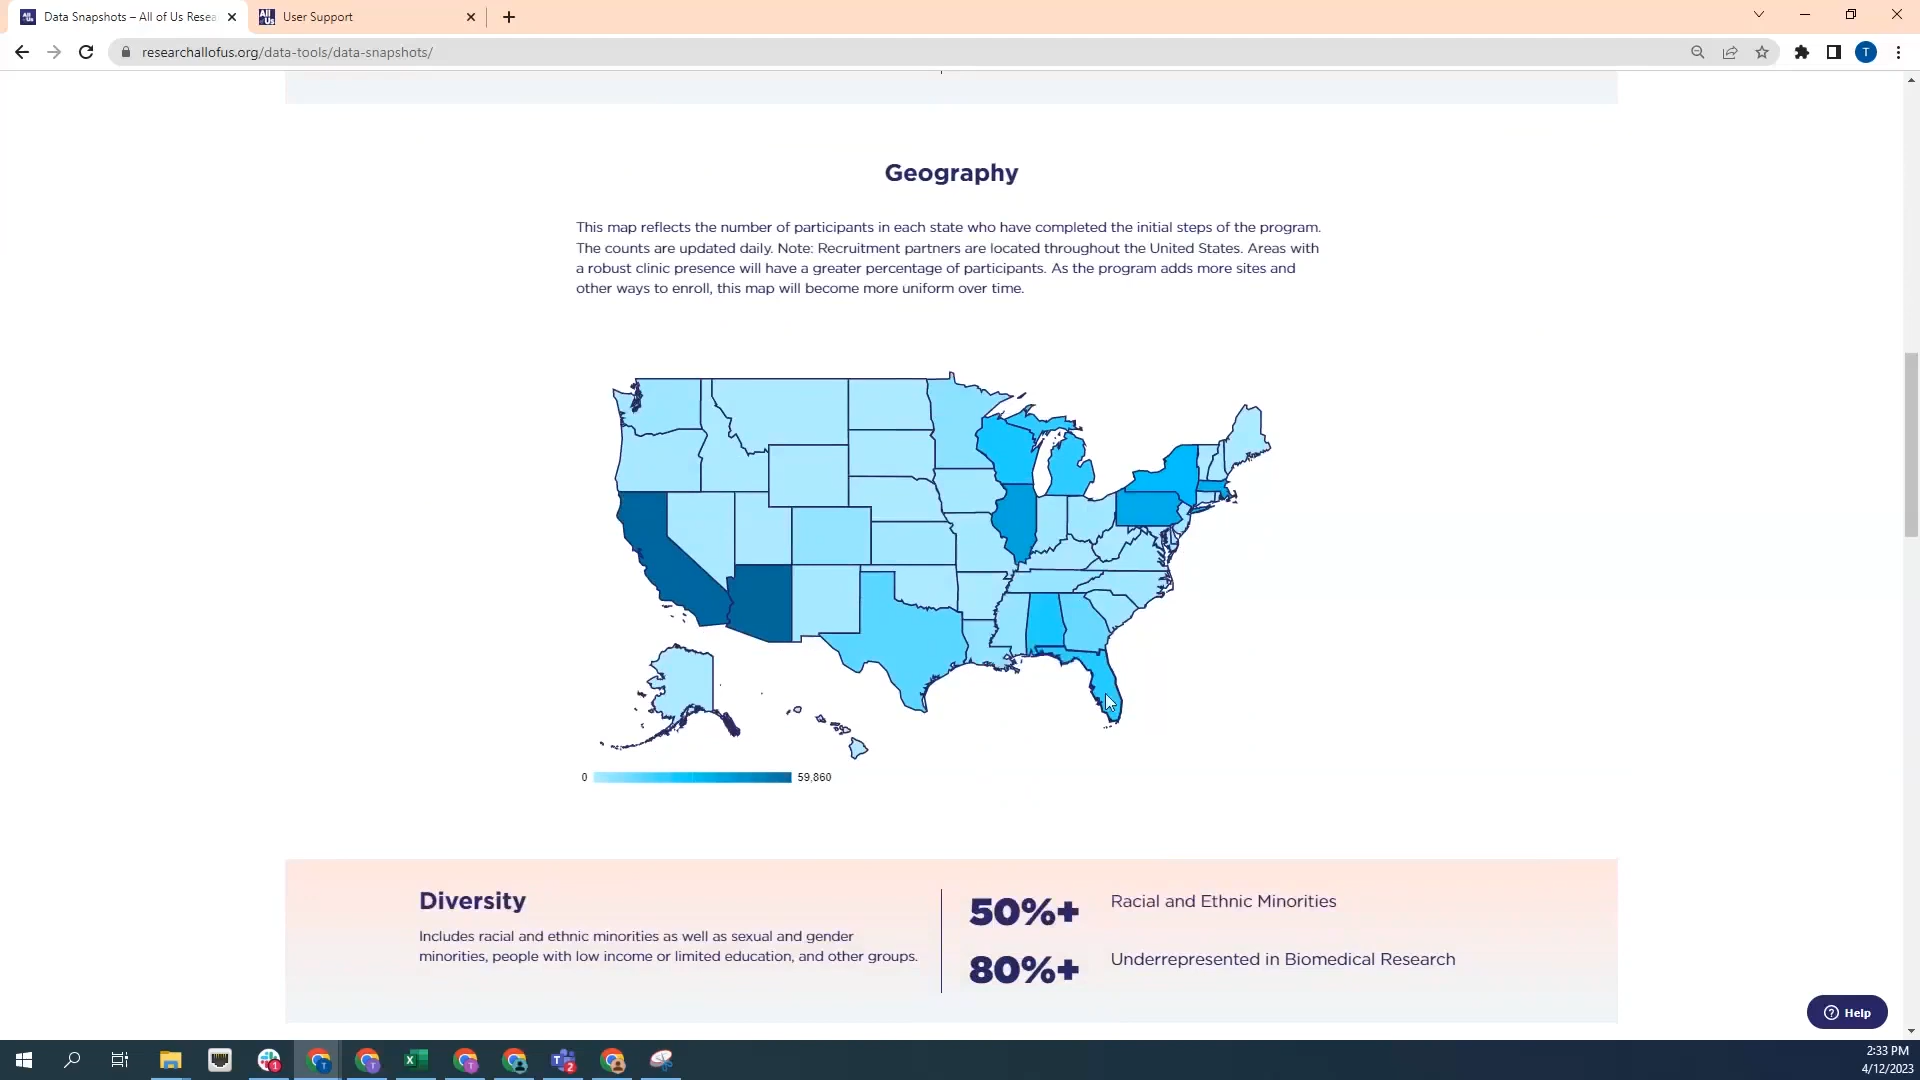 Data Snapshots – All of Us Resea
User Support
researchallofus.org/data-tools/data-snapshots/
T
Geography
This map reflects the number of participants in each state who have completed the initial steps of the program.
The counts are updated daily. Note: Recruitment partners are located throughout the United States. Areas with
a robust clinic presence will have a greater percentage of participants. As the program adds more sites and
other ways to enroll, this map will become more uniform over time.
0 59,860
Diversity
Includes racial and ethnic minorities as well as sexual and gender
minorities, people with low income or limited education, and other groups.
50%+ Racial and Ethnic Minorities
80%+ Underrepresented in Biomedical Research
Help
2:33 PM
4/12/2023